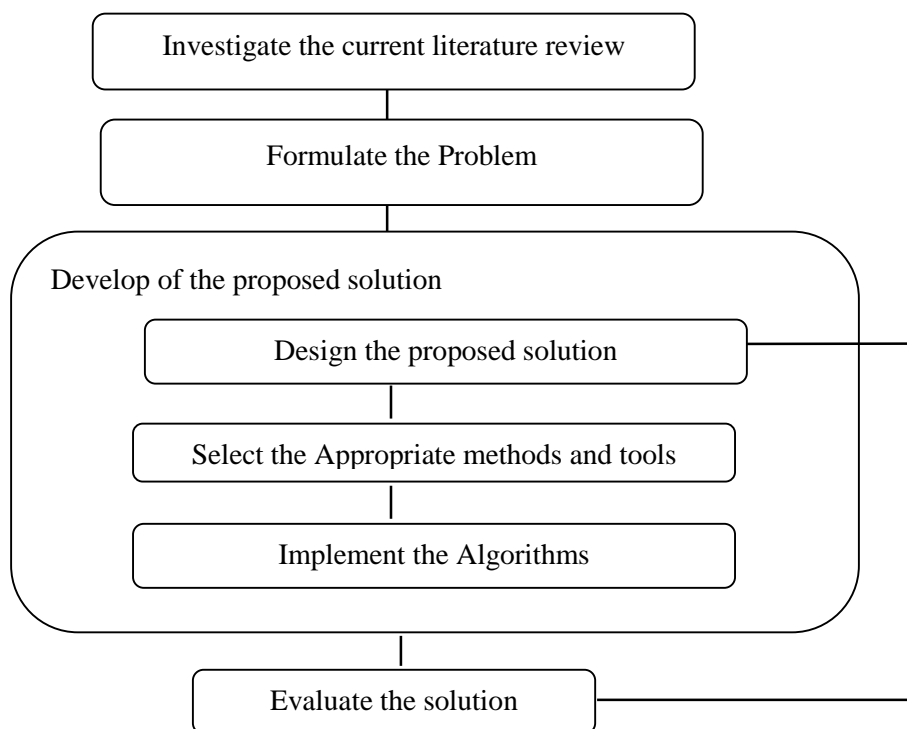 Investigate the current literature review
Formulate the Problem
Develop of the proposed solution
Design the proposed solution
Select the Appropriate methods and tools
Implement the Algorithms
Evaluate the solution